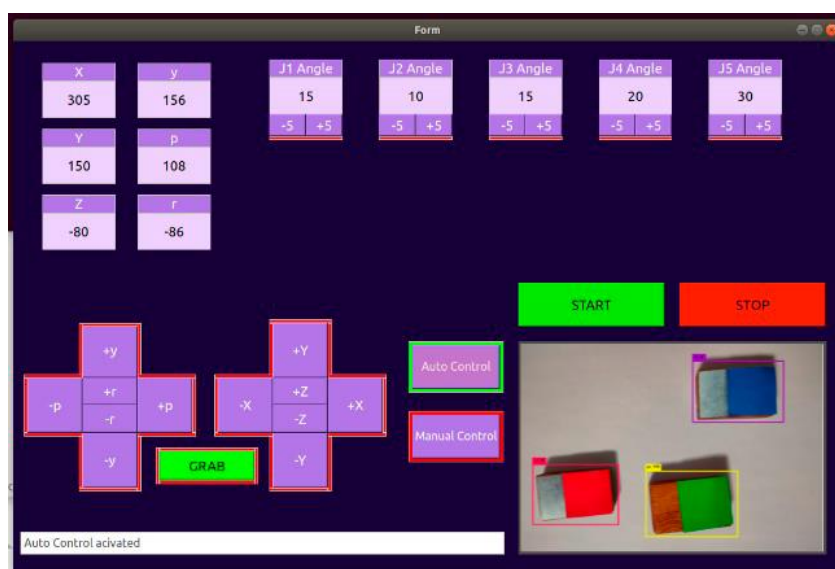 Form
X y J1 Angle J2 Angle J3 Angle J4 Angle J5 Angle
305 156 15 10 15 20 30
-5 +5 -5 +5 -5 +5 -5 +5 -5 +5
Y p
150 108
Z r
-80 -86
START STOP
+y +Y
Auto Control
-p +r +p -X +Z +X
-r -Z
Manual Control
-y GRAB -Y
Auto Control acivated